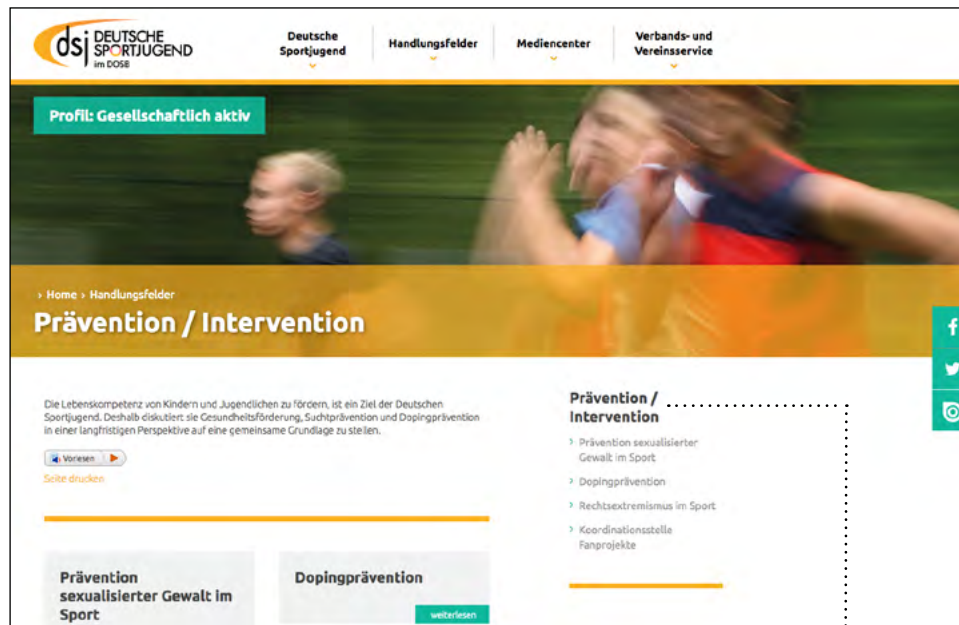 dsj DEUTSCHE
SPORTJUGEND
im DOSB
Deutsche
Sportjugend
Handlungsfelder
Mediencenter
Verbands- und
Vereinsservice
Profil: Gesellschaftlich aktiv
› Home › Handlungsfelder
Prävention / Intervention
Die Lebenskompetenz von Kindern und Jugendlichen zu fördern, ist ein Ziel der Deutschen
Sportjugend. Deshalb diskutiert sie Gesundheitsförderung, Suchtprävention und Dopingprävention
in einer langfristigen Perspektive auf eine gemeinsame Grundlage zu stellen.
Vorlesen
Seite drucken
Prävention /
Intervention
› Prävention sexualisierter
Gewalt im Sport
› Dopingprävention
› Rechtsextremismus im Sport
› Koordinationsstelle
Fanprojekte
Prävention
sexualisierter Gewalt im
Sport
Dopingprävention
weiterlesen